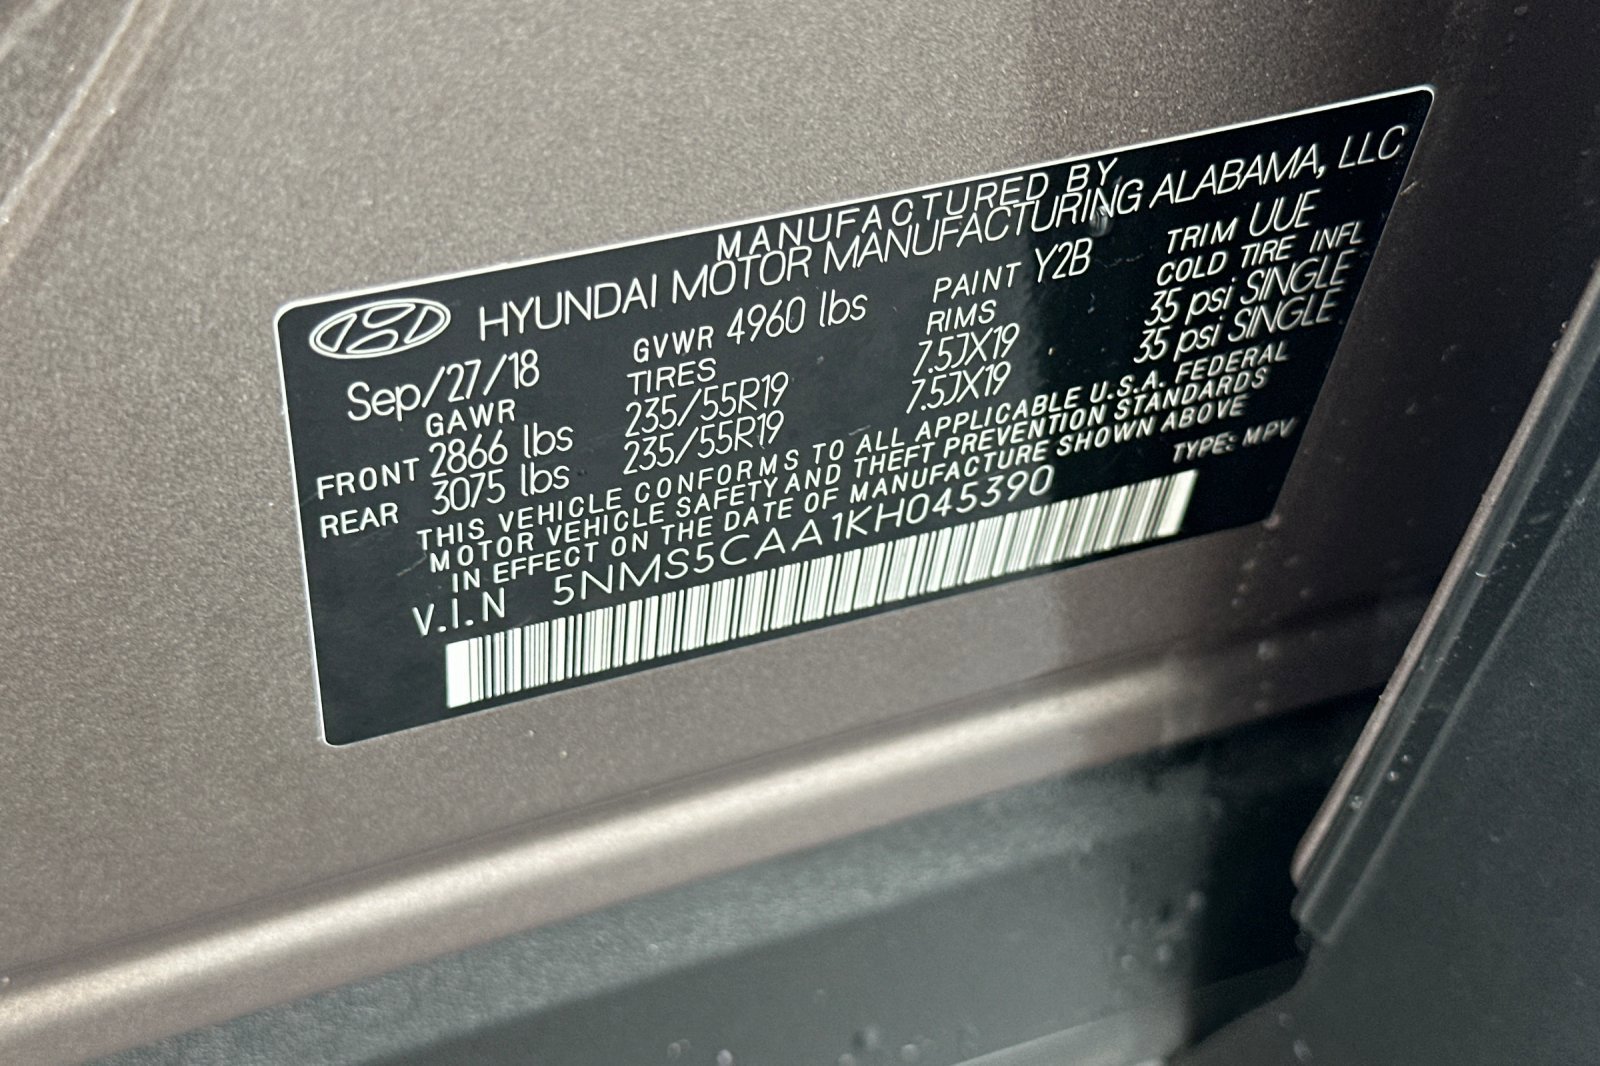 MANUFACTURED BY
HYUNDAI MOTOR MANUFACTURING ALABAMA, LLC
Sep/27/18 GVWR 4960 lbs PAINT Y2B TRIM UUE
GAWR TIRES RIMS COLD TIRE INFL
FRONT 2866 lbs 235/55R19 7.5JX19 35 psi SINGLE
REAR 3075 lbs 235/55R19 7.5JX19 35 psi SINGLE
THIS VEHICLE CONFORMS TO ALL APPLICABLE U.S.A. FEDERAL
MOTOR VEHICLE SAFETY AND THEFT PREVENTION STANDARDS
IN EFFECT ON THE DATE OF MANUFACTURE SHOWN ABOVE
V.I.N 5NMS5CAA1KH045390 TYPE: MPV